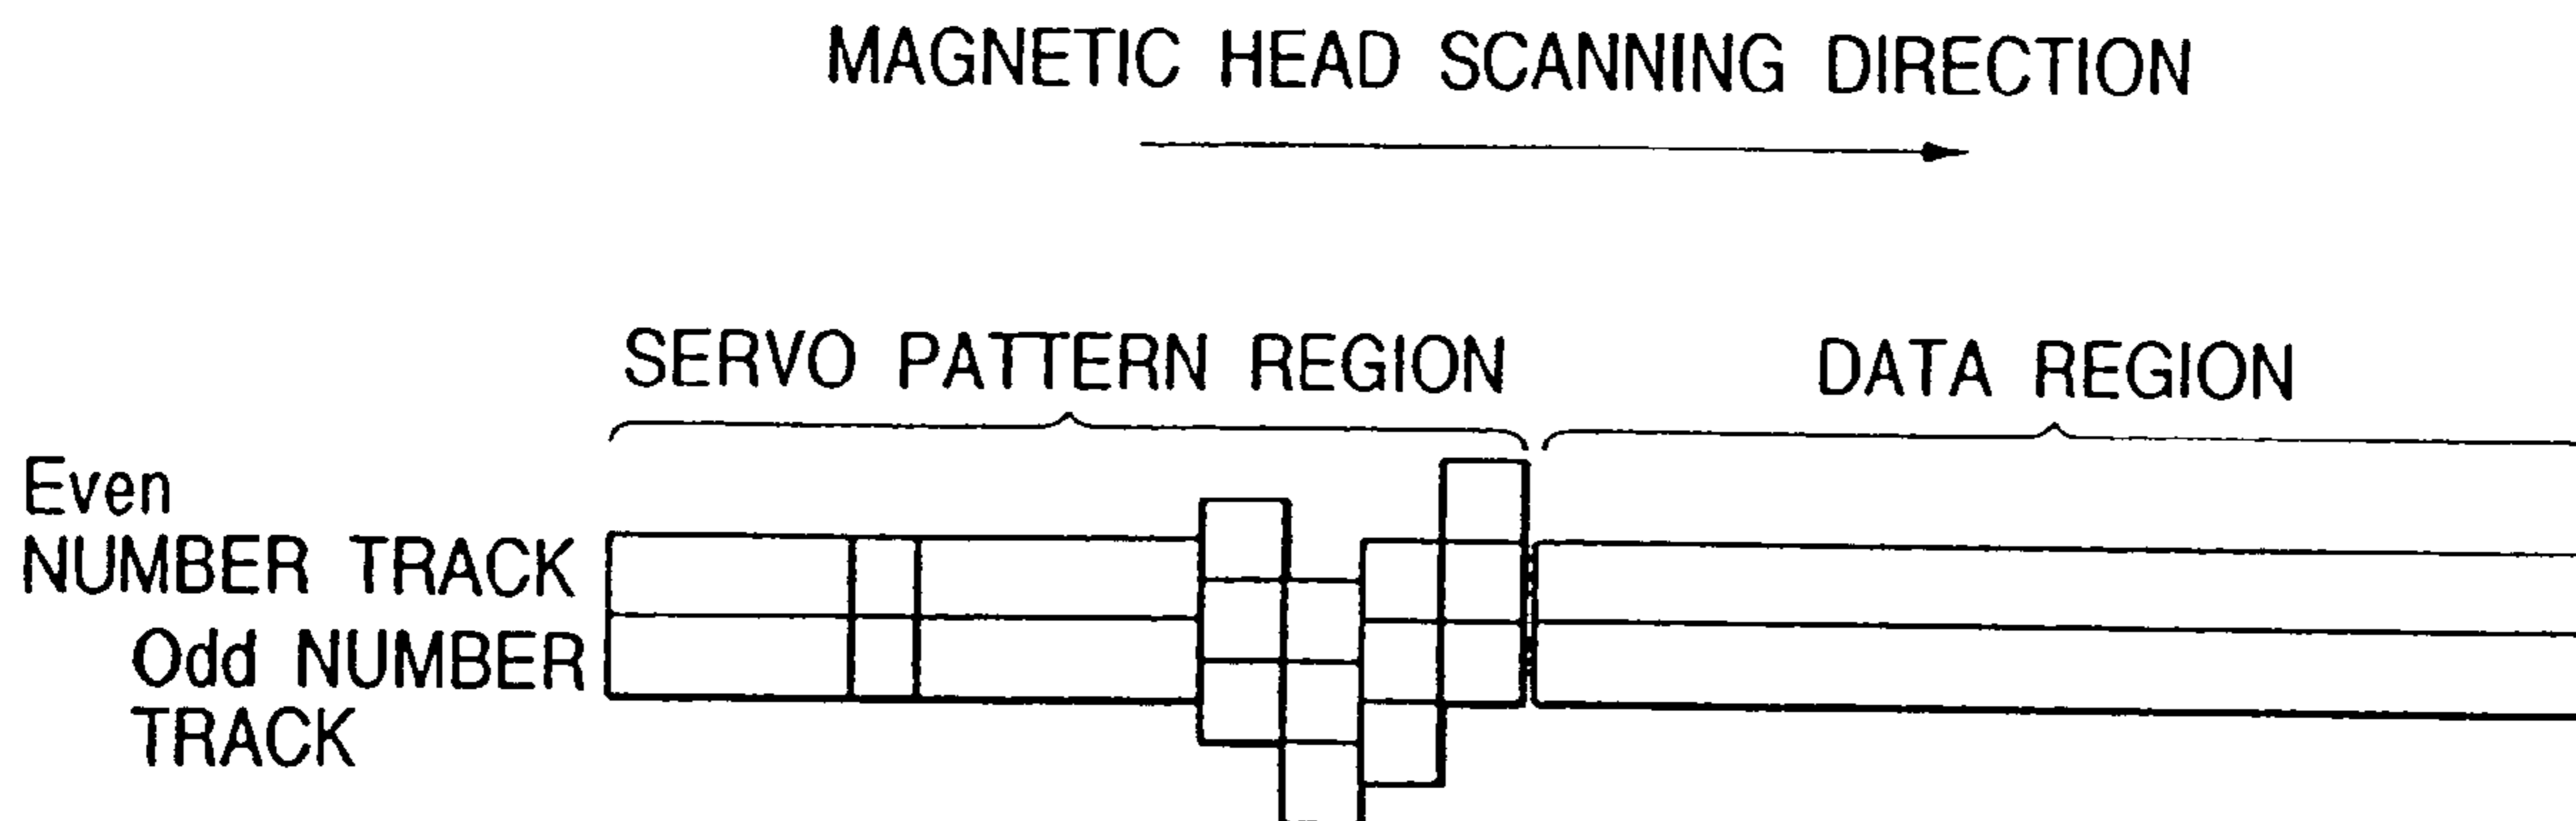 MAGNETIC HEAD SCANNING DIRECTION
SERVO PATTERN REGION
DATA REGION
Even
NUMBER TRACK
Odd NUMBER
TRACK